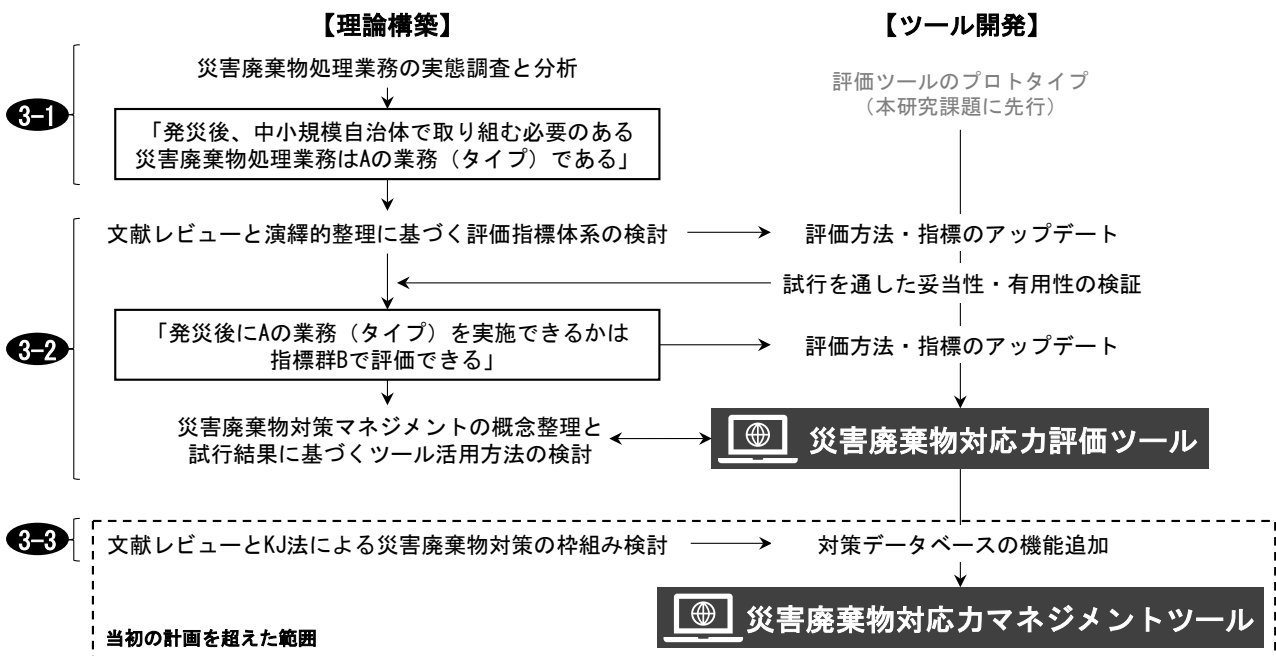 【理論構築】
【ツール開発】
3-1
災害廃棄物処理業務の実態調査と分析
評価ツールのプロトタイプ
（本研究課題に先行）
「発災後、中小規模自治体で取り組む必要のある
災害廃棄物処理業務はAの業務（タイプ）である」
3-2
文献レビューと演繹的整理に基づく評価指標体系の検討
評価方法・指標のアップデート
試行を通した妥当性・有用性の検証
「発災後にAの業務（タイプ）を実施できるかは
指標群Bで評価できる」
評価方法・指標のアップデート
災害廃棄物対策マネジメントの概念整理と
試行結果に基づくツール活用方法の検討
災害廃棄物対応力評価ツール
3-3
文献レビューとKJ法による災害廃棄物対策の枠組み検討
対策データベースの機能追加
災害廃棄物対応力マネジメントツール
当初の計画を超えた範囲